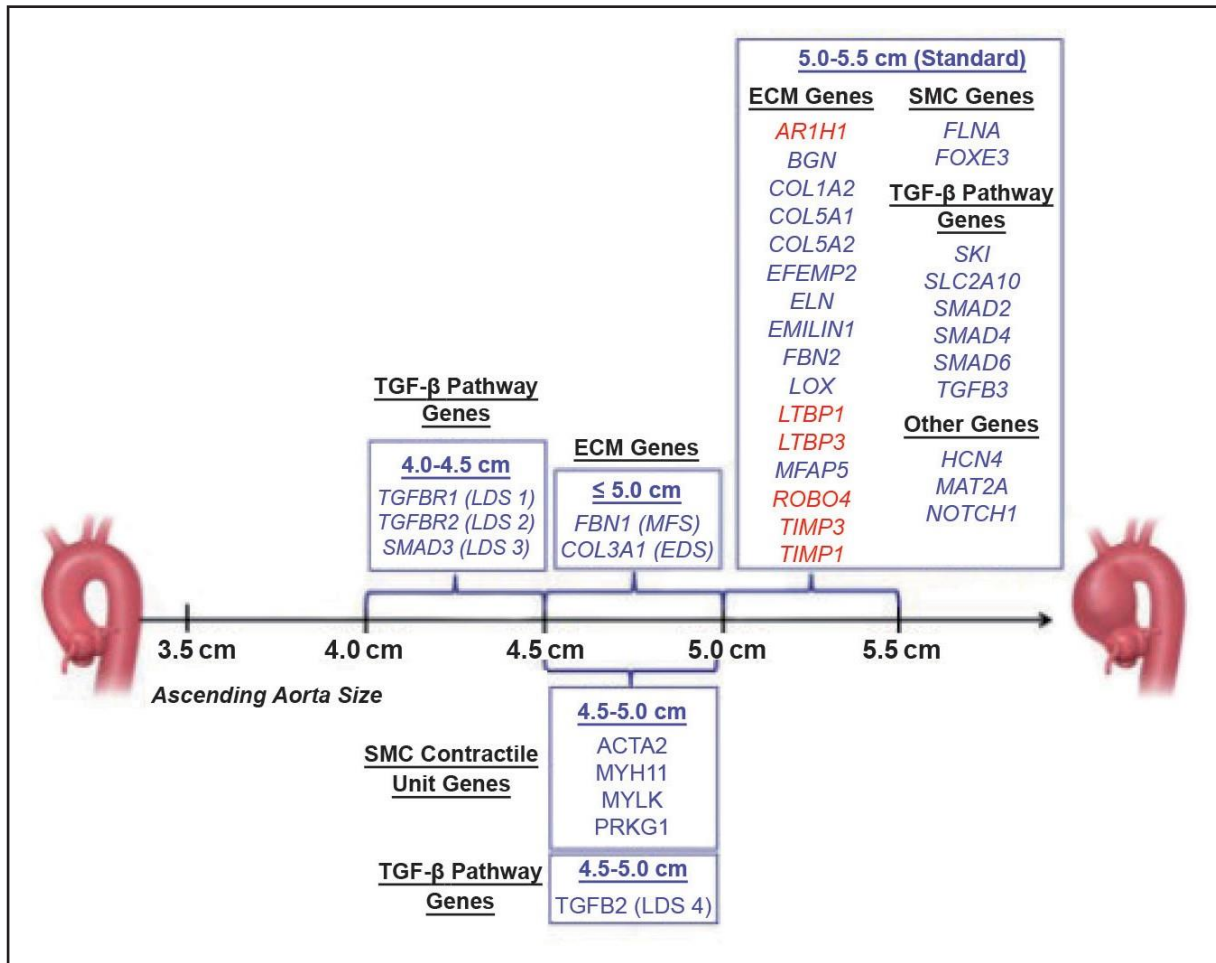 5.0-5.5 cm (Standard)
ECM Genes
AR1H1
BGN
COL1A2
COL5A1
COL5A2
EFEMP2
ELN
EMILIN1
FBN2
LOX
LTBP1
LTBP3
MFAP5
ROBO4
TIMP3
TIMP1
SMC Genes
FLNA
FOXE3
TGF-β Pathway
Genes
SKI
SLC2A10
SMAD2
SMAD4
SMAD6
TGFB3
Other Genes
HCN4
MAT2A
NOTCH1
TGF-β Pathway
Genes
4.0-4.5 cm
TGFBR1 (LDS 1)
TGFBR2 (LDS 2)
SMAD3 (LDS 3)
ECM Genes
≤ 5.0 cm
FBN1 (MFS)
COL3A1 (EDS)
3.5 cm
4.0 cm
4.5 cm
5.0 cm
5.5 cm
Ascending Aorta Size
SMC Contractile
Unit Genes
4.5-5.0 cm
ACTA2
MYH11
MYLK
PRKG1
TGF-β Pathway
Genes
4.5-5.0 cm
TGFB2 (LDS 4)